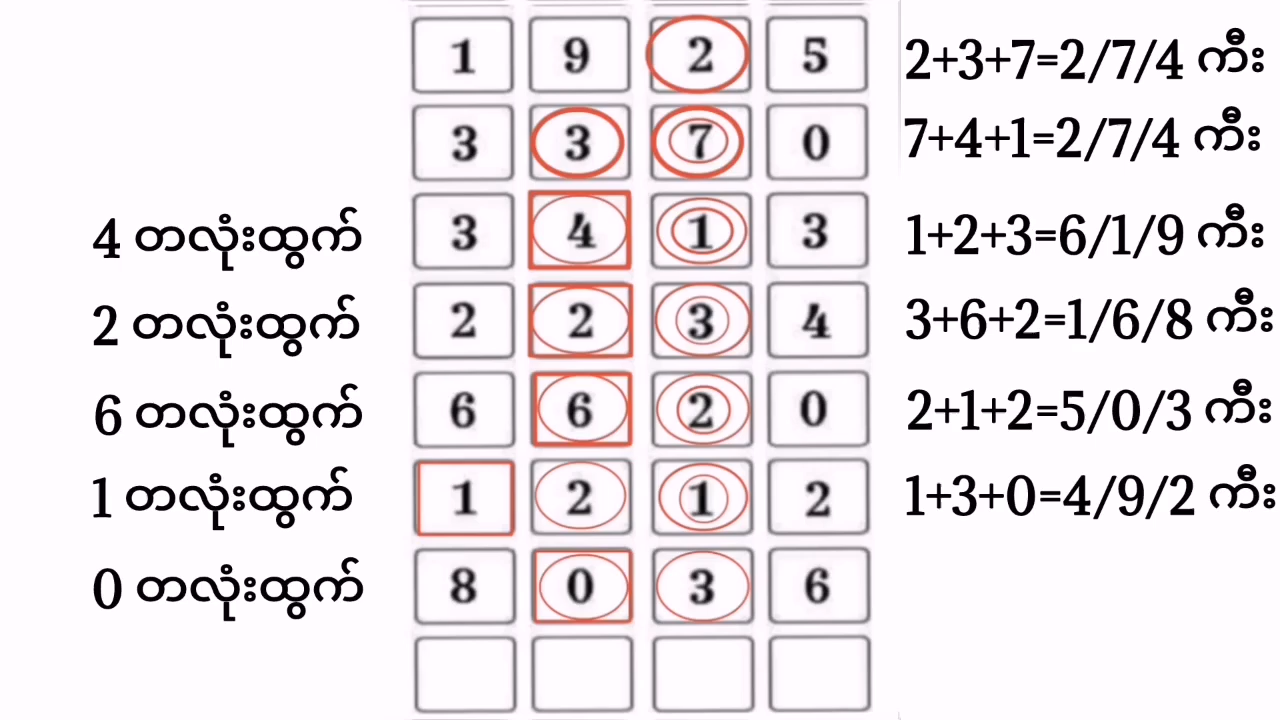 1 9 2 5 2+3+7=2/7/4 ကီး
3 3 7 0 7+4+1=2/7/4 ကီး
4 တလုံးထွက် 3 4 1 3 1+2+3=6/1/9 ကီး
2 တလုံးထွက် 2 2 3 4 3+6+2=1/6/8 ကီး
6 တလုံးထွက် 6 6 2 0 2+1+2=5/0/3 ကီး
1 တလုံးထွက် 1 2 1 2 1+3+0=4/9/2 ကီး
0 တလုံးထွက် 8 0 3 6